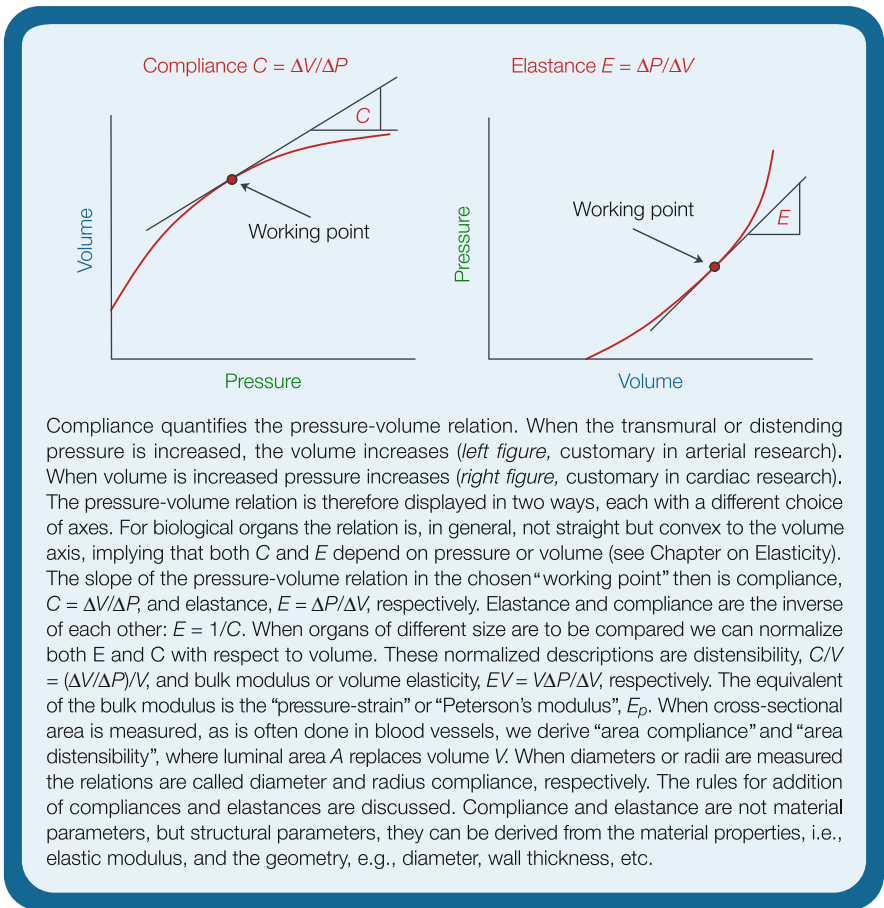 Compliance C = ΔV/ΔP
Elastance E = ΔP/ΔV
C
Working point
Volume
Pressure
E
Working point
Pressure
Volume
Compliance quantifies the pressure-volume relation. When the transmural or distending
pressure is increased, the volume increases (left figure, customary in arterial research).
When volume is increased pressure increases (right figure, customary in cardiac research).
The pressure-volume relation is therefore displayed in two ways, each with a different choice
of axes. For biological organs the relation is, in general, not straight but convex to the volume
axis, implying that both C and E depend on pressure or volume (see Chapter on Elasticity).
The slope of the pressure-volume relation in the chosen “working point” then is compliance,
C = ΔV/ΔP, and elastance, E = ΔP/ΔV, respectively. Elastance and compliance are the inverse
of each other: E = 1/C. When organs of different size are to be compared we can normalize
both E and C with respect to volume. These normalized descriptions are distensibility, C/V
= (ΔV/ΔP)/V, and bulk modulus or volume elasticity, EV = VΔP/ΔV, respectively. The equivalent
of the bulk modulus is the “pressure-strain” or “Peterson’s modulus”, Ep. When cross-sectional
area is measured, as is often done in blood vessels, we derive “area compliance” and “area
distensibility”, where luminal area A replaces volume V. When diameters or radii are measured
the relations are called diameter and radius compliance, respectively. The rules for addition
of compliances and elastances are discussed. Compliance and elastance are not material
parameters, but structural parameters, they can be derived from the material properties, i.e.,
elastic modulus, and the geometry, e.g., diameter, wall thickness, etc.